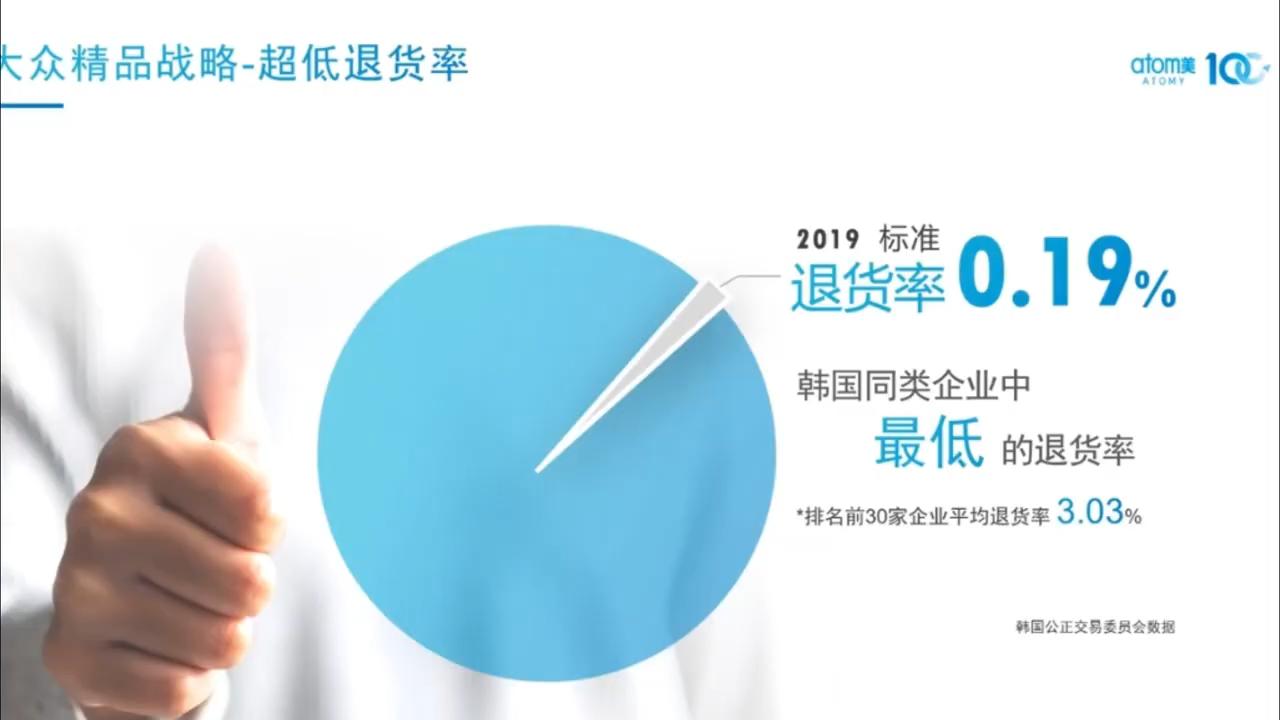 大众精品战略-超低退货率
atom美 100
ATOMY
2019 标准
退货率 0.19%
韩国同类企业中
最低 的退货率
*排名前30家企业平均退货率 3.03%
韩国公正交易委员会数据